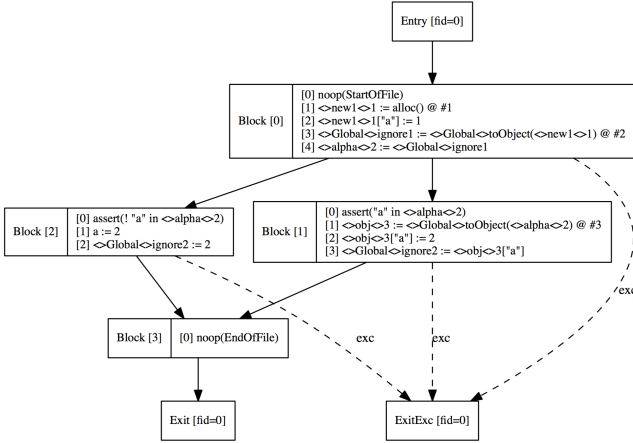 Entry [fid=0]
Block [0]
[0] noop(StartOfFile)
[1] <>new1<>1 := alloc() @ #1
[2] <>new1<>1["a"] := 1
[3] <>Global<>ignore1 := <>Global<>toObject(<>new1<>1) @ #2
[4] <>alpha<>2 := <>Global<>ignore1
Block [2]
[0] assert(! "a" in <>alpha<>2)
[1] a := 2
[2] <>Global<>ignore2 := 2
Block [1]
[0] assert("a" in <>alpha<>2)
[1] <>obj<>3 := <>Global<>toObject(<>alpha<>2) @ #3
[2] <>obj<>3["a"] := 2
[3] <>Global<>ignore2 := <>obj<>3["a"]
exc
Block [3]
[0] noop(EndOfFile)
exc
exc
Exit [fid=0]
ExitExc [fid=0]